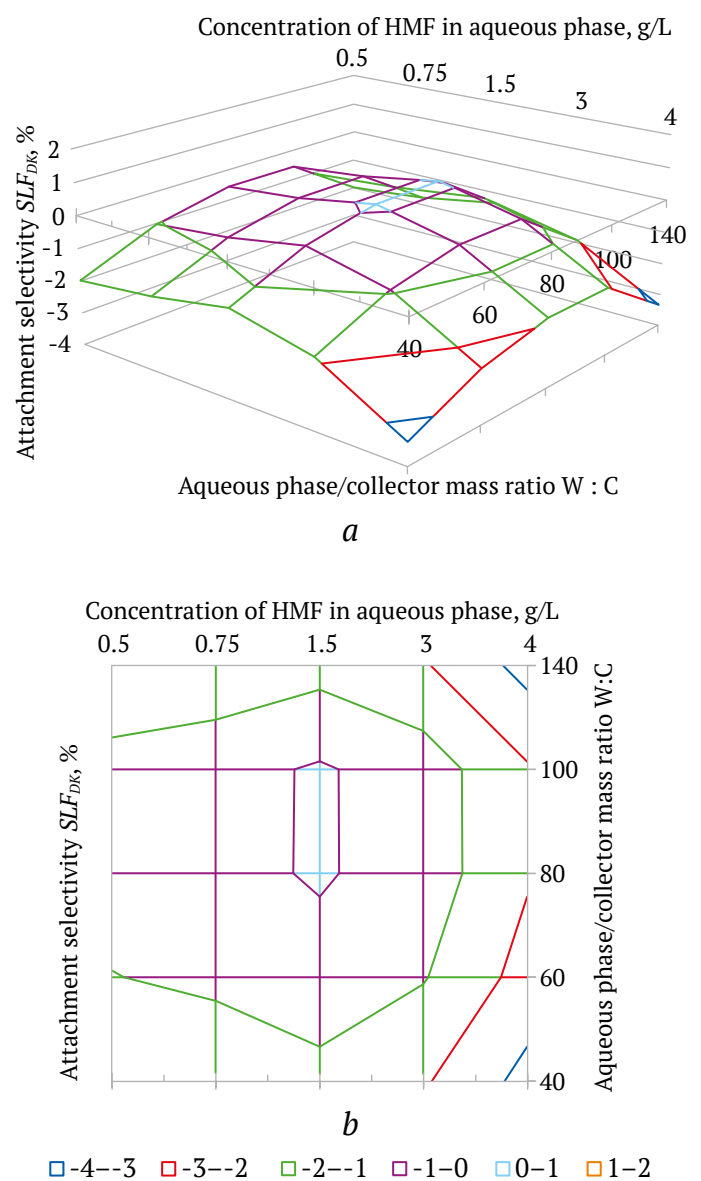 Concentration of HMF in aqueous phase, g/L
0.5
0.75
1.5
3
4
Attachment selectivity SLF_DK, %
2
1
0
-1
-2
-3
-4
140
100
80
60
40
Aqueous phase/collector mass ratio W : C
a
Concentration of HMF in aqueous phase, g/L
0.5 0.75 1.5 3 4
Attachment selectivity SLF_DK, %
140
100
80
60
40
Aqueous phase/collector mass ratio W:C
b
-4–-3 -3–-2 -2–-1 -1–0 0–1 1–2